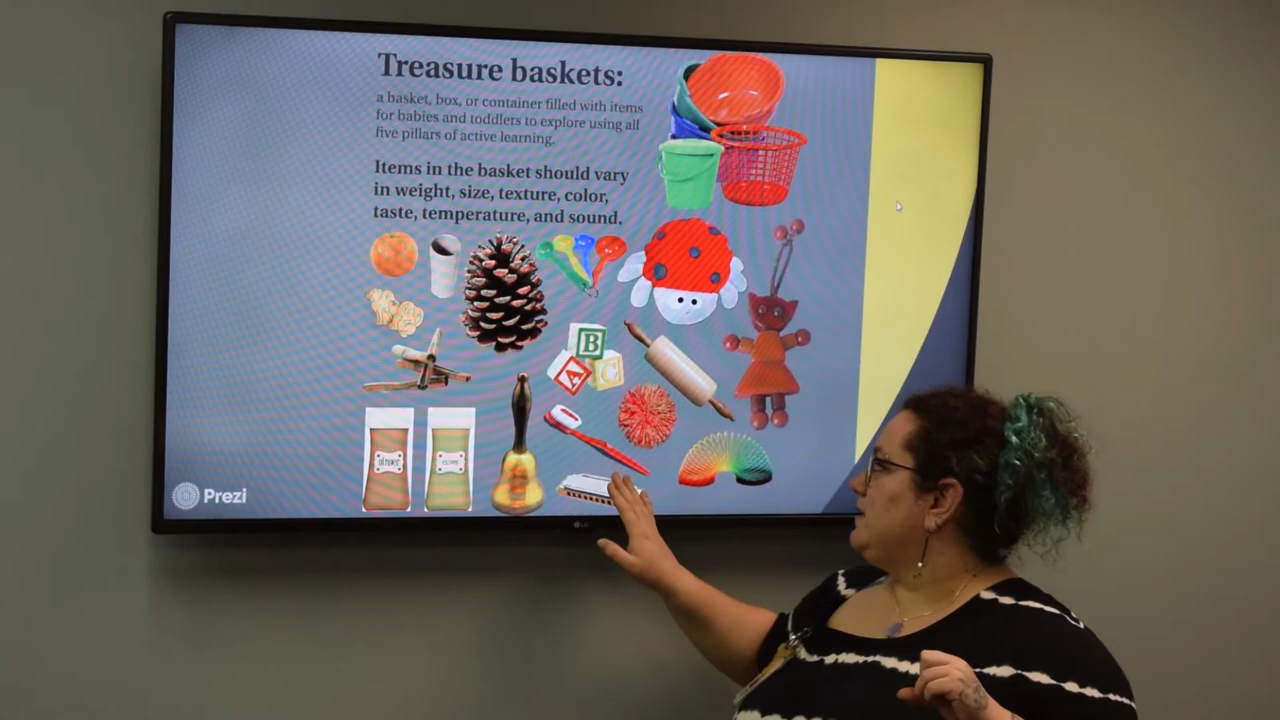 Treasure baskets:
a basket, box, or container filled with items
for babies and toddlers to explore using all
five pillars of active learning.
Items in the basket should vary
in weight, size, texture, color,
taste, temperature, and sound.
B
A C
Prezi
LG